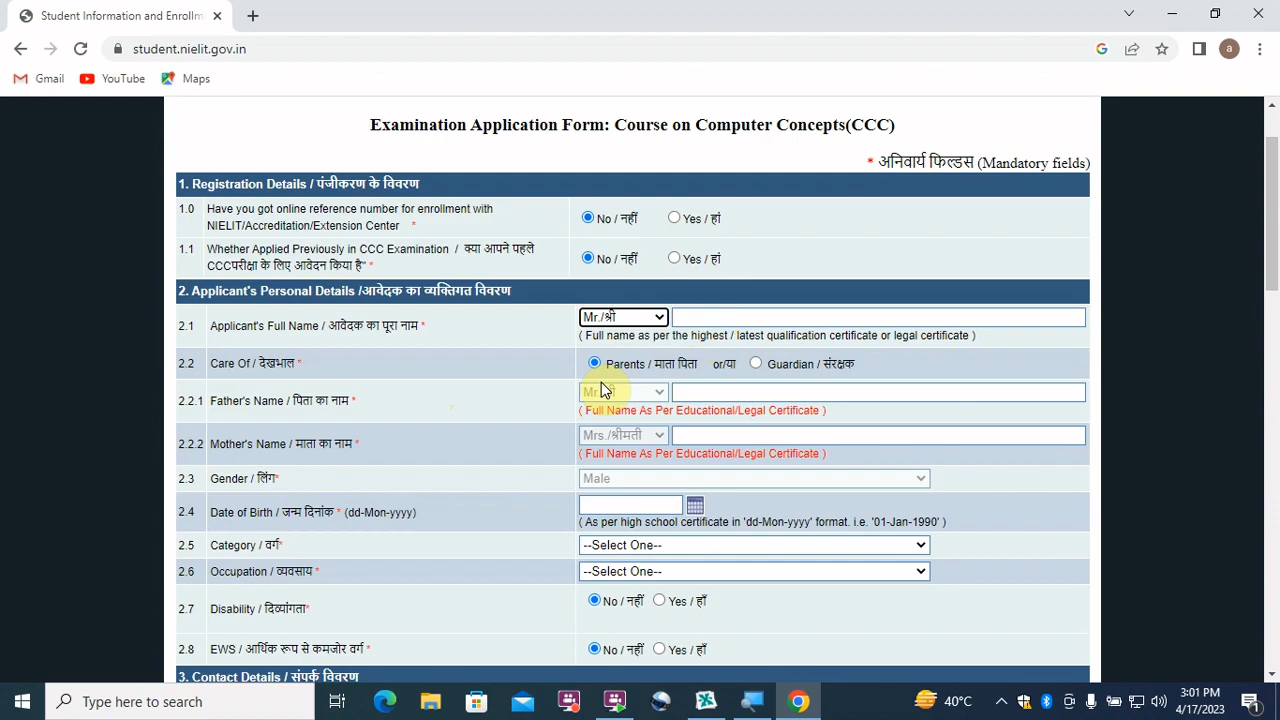 Student Information and Enrollm
student.nielit.gov.in
a
Gmail YouTube Maps
Examination Application Form: Course on Computer Concepts(CCC)
* अनिवार्य फिल्डस (Mandatory fields)
1. Registration Details / पंजीकरण के विवरण
1.0 Have you got online reference number for enrollment with
NIELIT/Accreditation/Extension Center *
No / नहीं Yes / हां
1.1 Whether Applied Previously in CCC Examination / क्या आपने पहले
CCCपरीक्षा के लिए आवेदन किया है" *
No / नहीं Yes / हां
2. Applicant's Personal Details /आवेदक का व्यक्तिगत विवरण
2.1 Applicant's Full Name / आवेदक का पूरा नाम * Mr./श्री
( Full name as per the highest / latest qualification certificate or legal certificate )
2.2 Care Of / देखभाल * Parents / माता पिता or/या Guardian / संरक्षक
2.2.1 Father's Name / पिता का नाम *
( Full Name As Per Educational/Legal Certificate )
2.2.2 Mother's Name / माता का नाम * Mrs./श्रीमती
( Full Name As Per Educational/Legal Certificate )
2.3 Gender / लिंग* Male
2.4 Date of Birth / जन्म दिनांक * (dd-Mon-yyyy)
( As per high school certificate in 'dd-Mon-yyyy' format. i.e. '01-Jan-1990' )
2.5 Category / वर्ग* --Select One--
2.6 Occupation / व्यवसाय * --Select One--
2.7 Disability / दिव्यांगता* No / नहीं Yes / हाँ
2.8 EWS / आर्थिक रूप से कमजोर वर्ग * No / नहीं Yes / हाँ
3. Contact Details / संपर्क विवरण
Type here to search
40°C
3:01 PM
4/17/2023